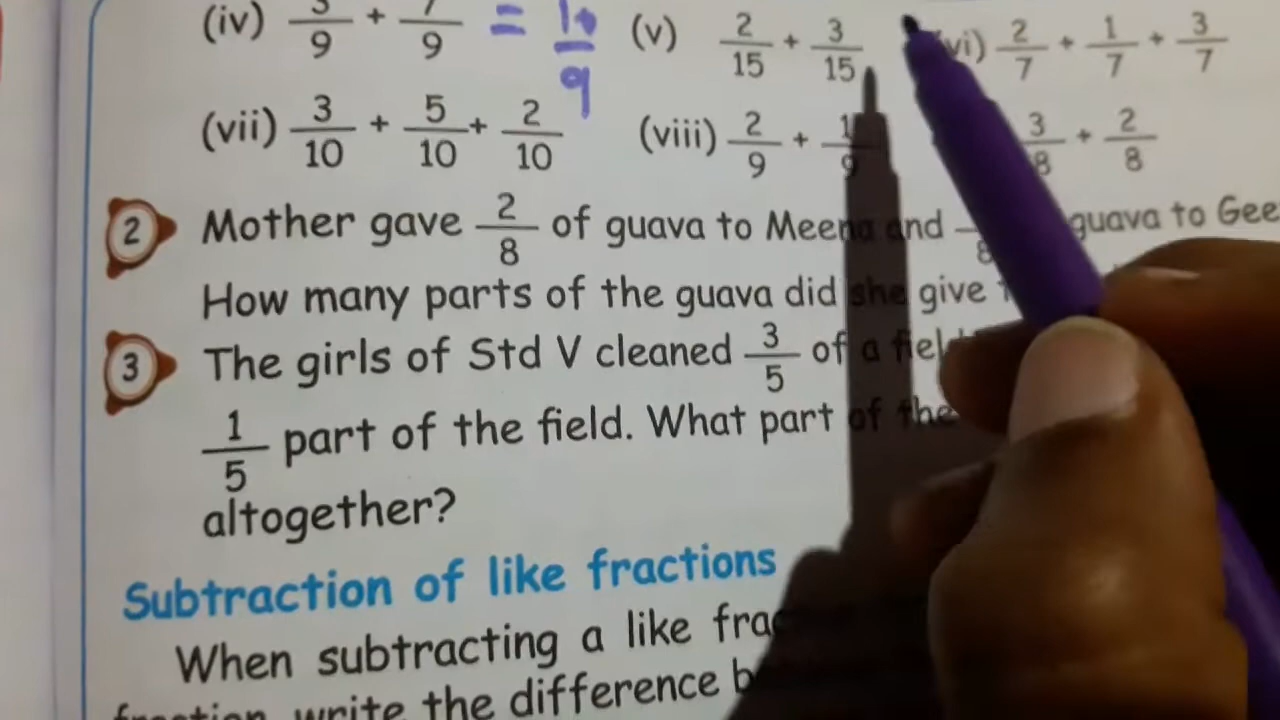 (iv) 3/9 + 7/9 = 10/9 (v) 2/15 + 3/15 (vi) 2/7 + 1/7 + 3/7
(vii) 3/10 + 5/10 + 2/10 (viii) 2/9 + 1/9 3/8 + 2/8
2 Mother gave 2/8 of guava to Meena and guava to
How many parts of the guava did she give
3 The girls of Std V cleaned 3/5 of a
1/5 part of the field. What part of the
altogether?
Subtraction of like fractions
When subtracting a like
write the difference